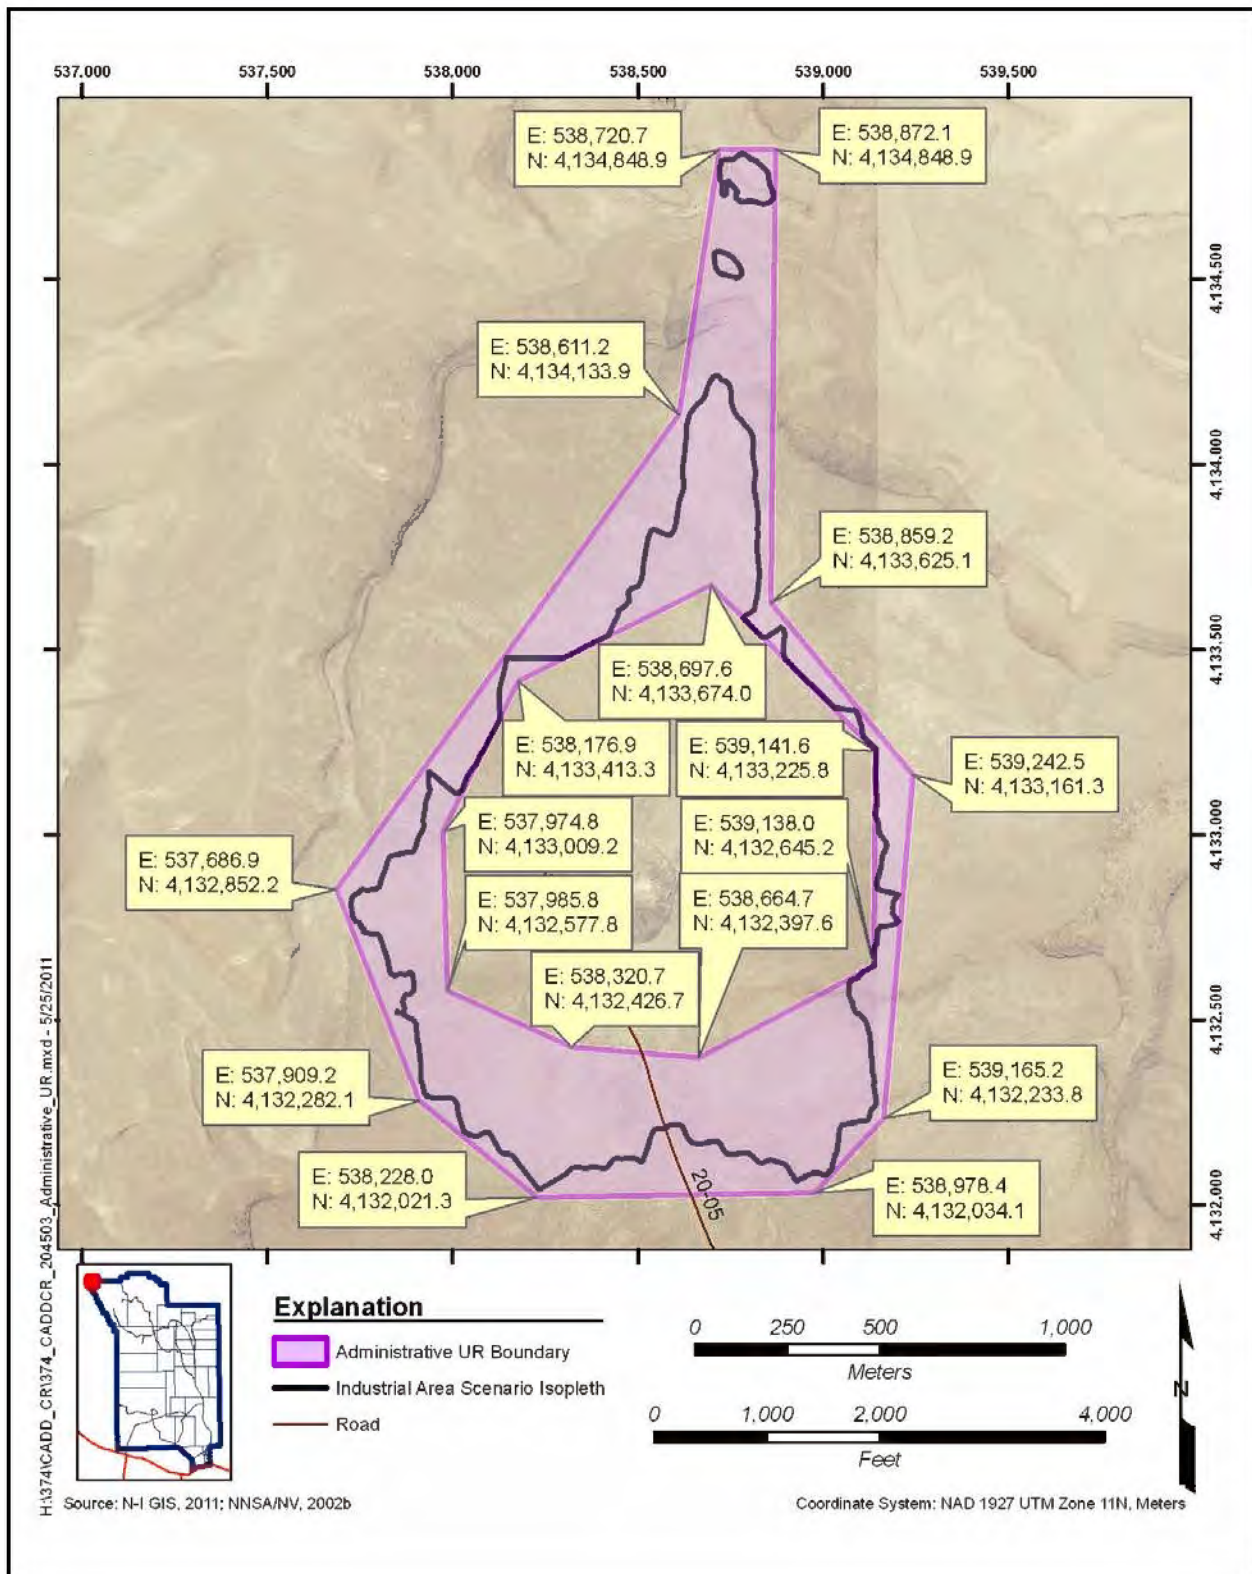 537,000 537,500 538,000 538,500 539,000 539,500
E: 538,720.7
N: 4,134,848.9
E: 538,872.1
N: 4,134,848.9
4,134,500
E: 538,611.2
N: 4,134,133.9
4,134,000
E: 538,859.2
N: 4,133,625.1
4,133,500
E: 538,697.6
N: 4,133,674.0
E: 538,176.9
N: 4,133,413.3
E: 539,141.6
N: 4,133,225.8
E: 539,242.5
N: 4,133,161.3
E: 537,974.8
N: 4,133,009.2
E: 539,138.0
N: 4,132,645.2
4,133,000
E: 537,686.9
N: 4,132,852.2
E: 537,985.8
N: 4,132,577.8
E: 538,664.7
N: 4,132,397.6
E: 538,320.7
N: 4,132,426.7
4,132,500
E: 537,909.2
N: 4,132,282.1
E: 539,165.2
N: 4,132,233.8
E: 538,228.0
N: 4,132,021.3
20-05
E: 538,978.4
N: 4,132,034.1
4,132,000
H:\374\CADD_CR\374_CADDCR_204503_Administrative_UR.mxd - 5/25/2011
Explanation
Administrative UR Boundary
Industrial Area Scenario Isopleth
Road
0 250 500 1,000
Meters
0 1,000 2,000 4,000
Feet
N
Source: N-I GIS, 2011; NNSA/NV, 2002b
Coordinate System: NAD 1927 UTM Zone 11N, Meters